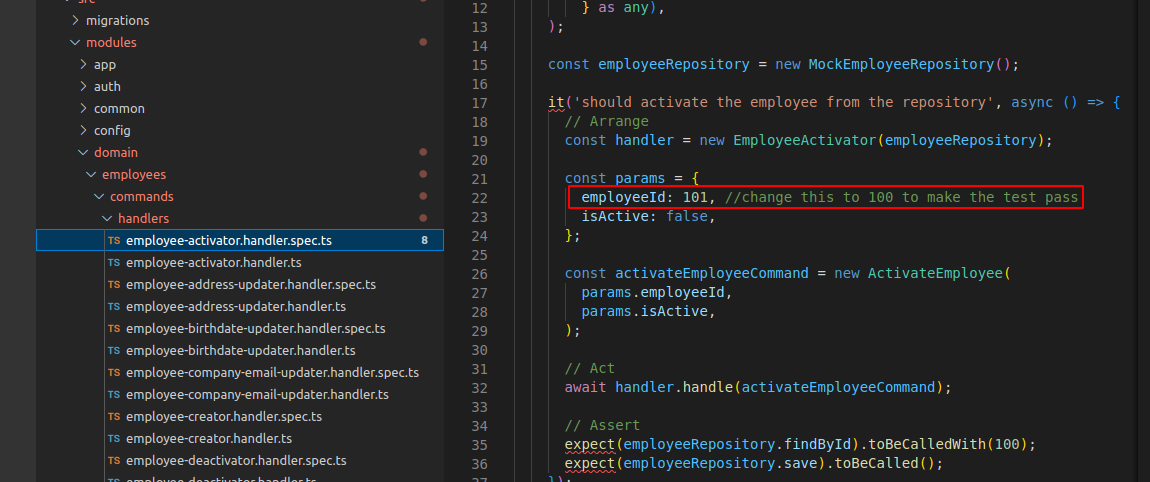 src
migrations
modules
app
auth
common
config
domain
employees
commands
handlers
TS employee-activator.handler.spec.ts 8
TS employee-activator.handler.ts
TS employee-address-updater.handler.spec.ts
TS employee-address-updater.handler.ts
TS employee-birthdate-updater.handler.spec.ts
TS employee-birthdate-updater.handler.ts
TS employee-company-email-updater.handler.spec.ts
TS employee-company-email-updater.handler.ts
TS employee-creator.handler.spec.ts
TS employee-creator.handler.ts
TS employee-deactivator.handler.spec.ts
employee-deactivator.handler.ts
12 } as any),
13 );
14
15 const employeeRepository = new MockEmployeeRepository();
16
17 it('should activate the employee from the repository', async () => {
18 // Arrange
19 const handler = new EmployeeActivator(employeeRepository);
20
21 const params = {
22 employeeId: 101, //change this to 100 to make the test pass
23 isActive: false,
24 };
25
26 const activateEmployeeCommand = new ActivateEmployee(
27 params.employeeId,
28 params.isActive,
29 );
30
31 // Act
32 await handler.handle(activateEmployeeCommand);
33
34 // Assert
35 expect(employeeRepository.findById).toBeCalledWith(100);
36 expect(employeeRepository.save).toBeCalled();
37 });